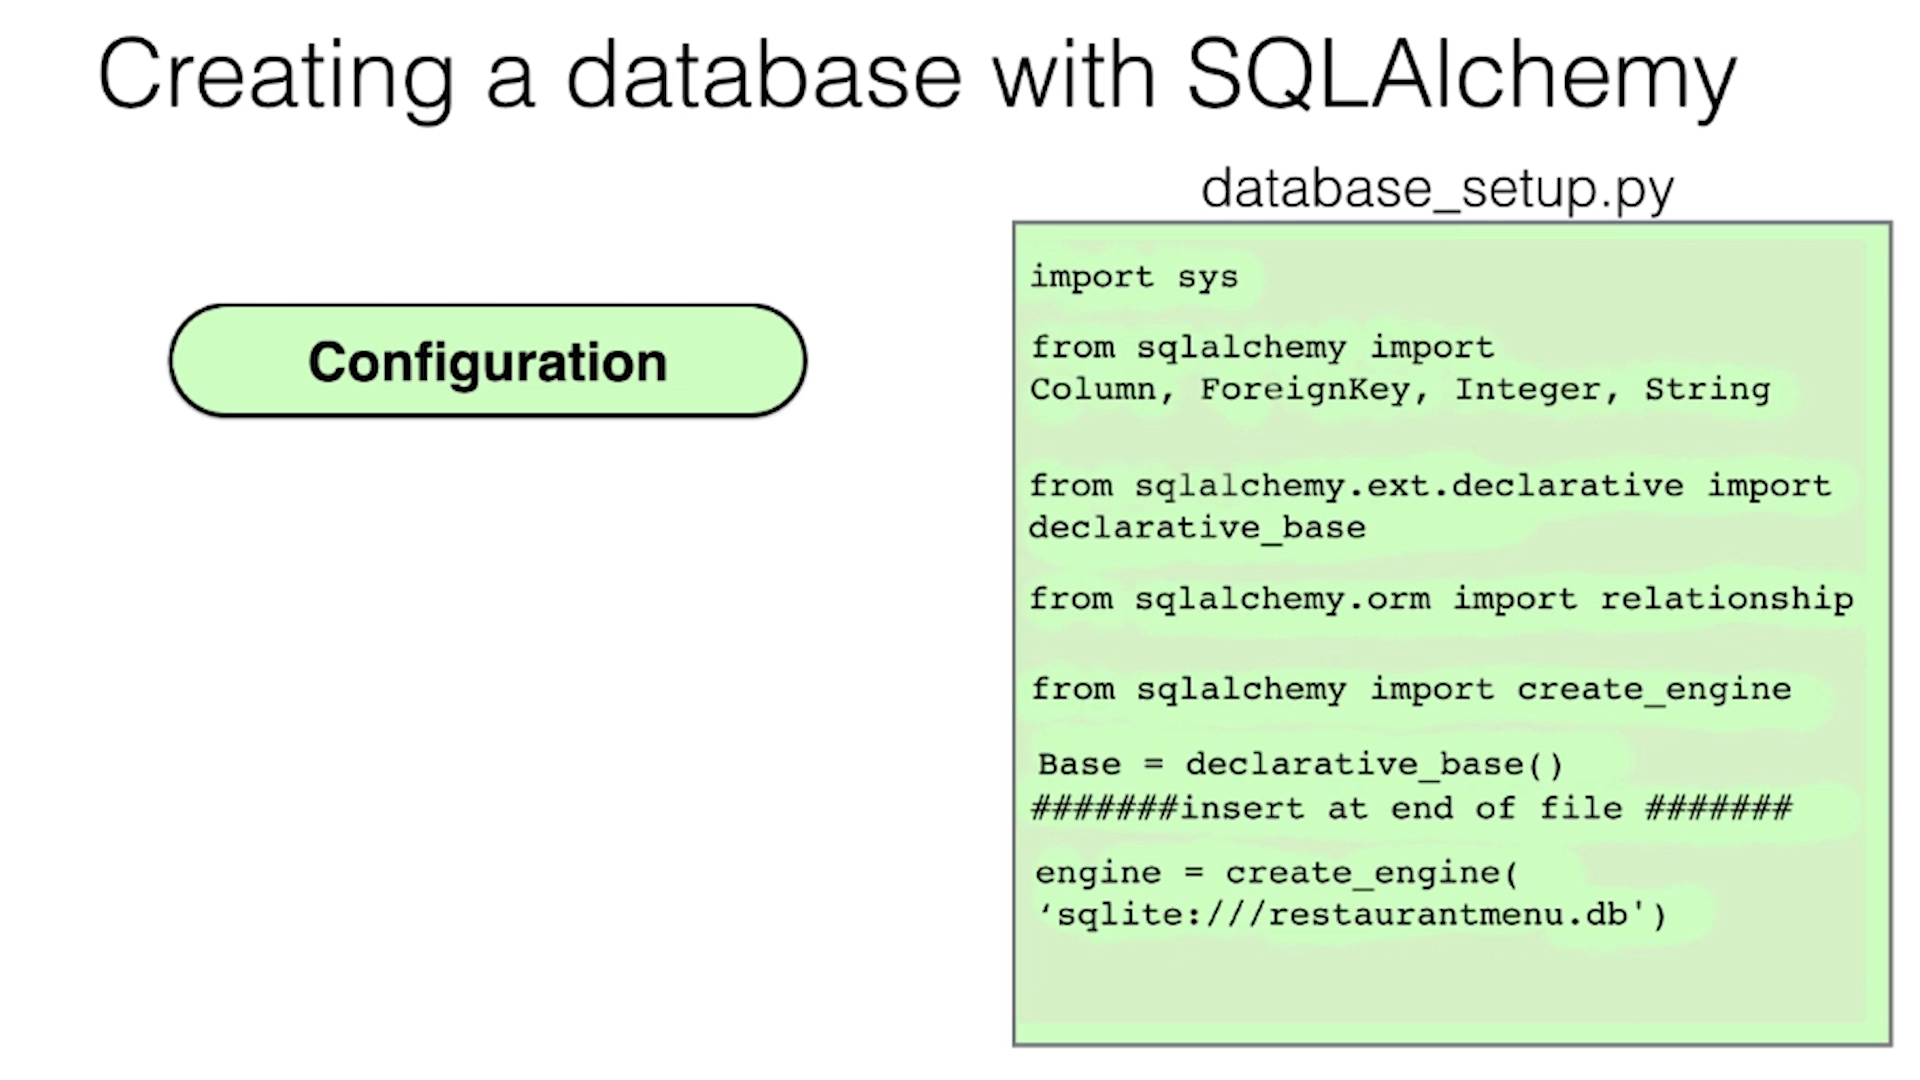 Creating a database with SQLAlchemy
database_setup.py
Configuration
import sys
from sqlalchemy import
Column, ForeignKey, Integer, String
from sqlalchemy.ext.declarative import
declarative_base
from sqlalchemy.orm import relationship
from sqlalchemy import create_engine
Base = declarative_base()
#######insert at end of file #######
engine = create_engine(
‘sqlite:///restaurantmenu.db')